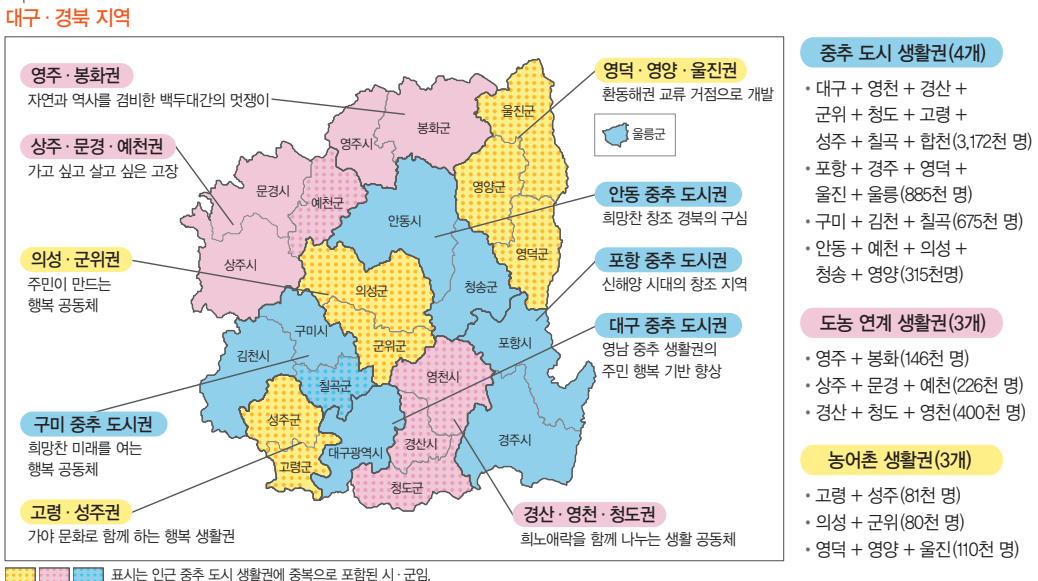 대구 · 경북 지역
영주 · 봉화권
자연과 역사를 겸비한 백두대간의 멋쟁이
상주 · 문경 · 예천권
가고 싶고 살고 싶은 고장
의성 · 군위권
주민이 만드는
행복 공동체
구미 중추 도시권
희망찬 미래를 여는
행복 공동체
고령 · 성주권
가야 문화로 함께 하는 행복 생활권
영덕 · 영양 · 울진권
환동해권 교류 거점으로 개발
울릉군
안동 중추 도시권
희망찬 창조 경북의 구심
포항 중추 도시권
신해양 시대의 창조 지역
대구 중추 도시권
영남 중추 생활권의
주민 행복 기반 향상
경산 · 영천 · 청도권
희노애락을 함께 나누는 생활 공동체
울진군
봉화군
영주시
문경시
예천군
영양군
안동시
영덕군
상주시
의성군
청송군
구미시
군위군
포항시
김천시
칠곡군
영천시
성주군
경산시
경주시
대구광역시
고령군
청도군
중추 도시 생활권(4개)
• 대구 + 영천 + 경산 +
군위 + 청도 + 고령 +
성주 + 칠곡 + 합천(3,172천 명)
• 포항 + 경주 + 영덕 +
울진 + 울릉(885천 명)
• 구미 + 김천 + 칠곡(675천 명)
• 안동 + 예천 + 의성 +
청송 + 영양(315천명)
도농 연계 생활권(3개)
• 영주 + 봉화(146천 명)
• 상주 + 문경 + 예천(226천 명)
• 경산 + 청도 + 영천(400천 명)
농어촌 생활권(3개)
• 고령 + 성주(81천 명)
• 의성 + 군위(80천 명)
• 영덕 + 영양 + 울진(110천 명)
표시는 인근 중추 도시 생활권에 중복으로 포함된 시 · 군임.